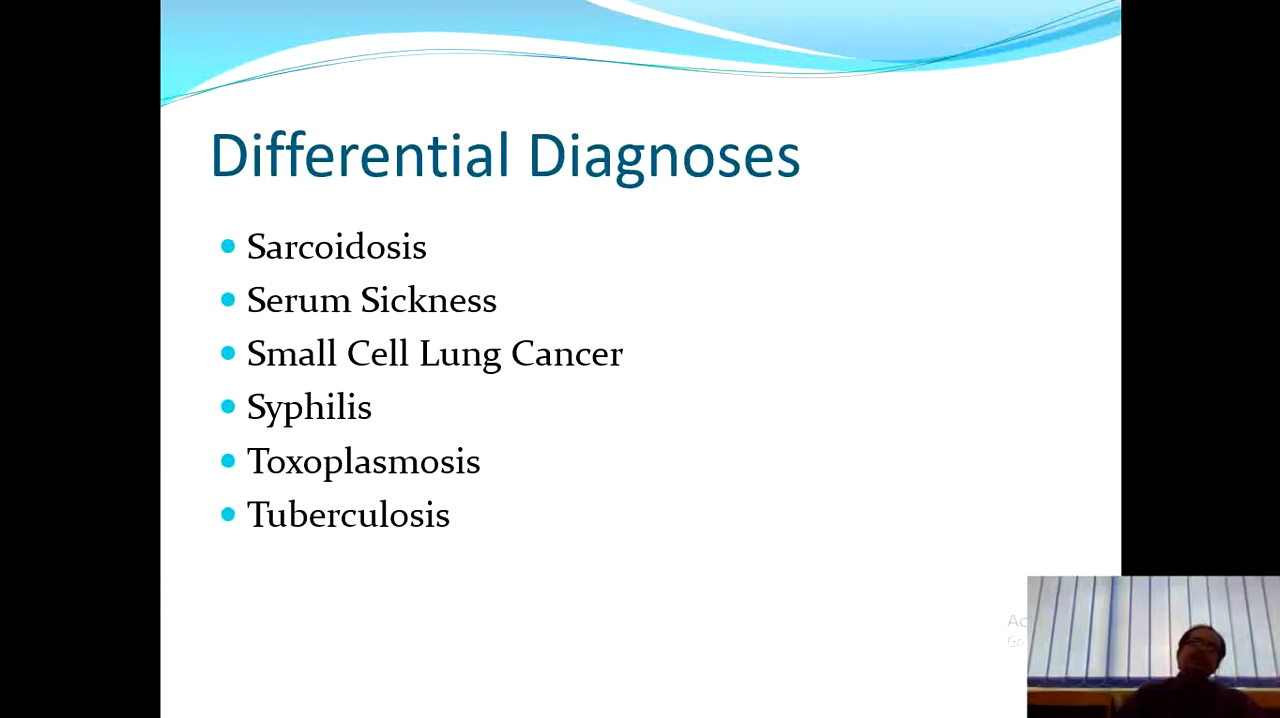 Differential Diagnoses
Sarcoidosis
Serum Sickness
Small Cell Lung Cancer
Syphilis
Toxoplasmosis
Tuberculosis